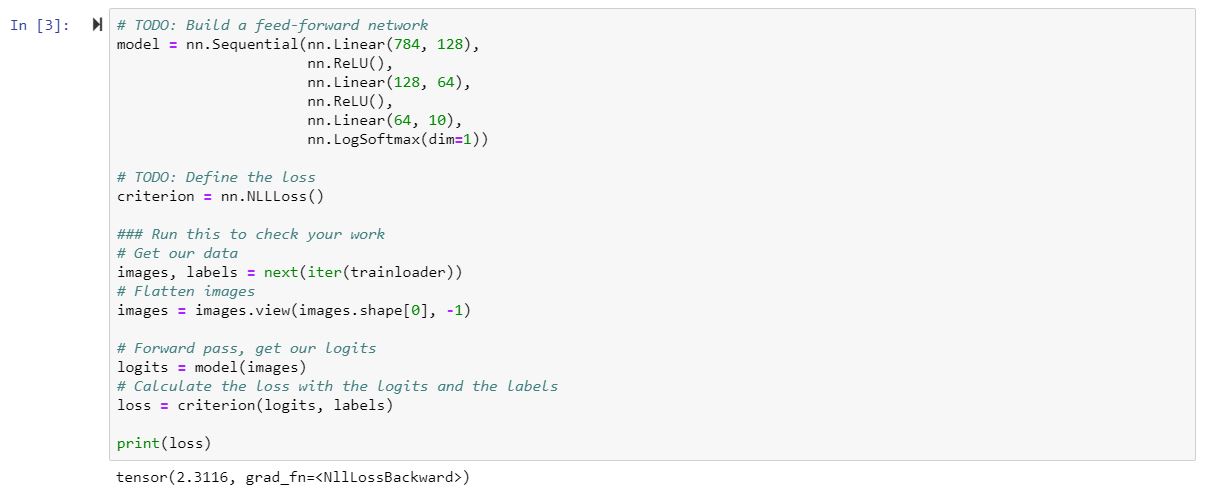 In [3]:
# TODO: Build a feed-forward network
model = nn.Sequential(nn.Linear(784, 128),
                      nn.ReLU(),
                      nn.Linear(128, 64),
                      nn.ReLU(),
                      nn.Linear(64, 10),
                      nn.LogSoftmax(dim=1))

# TODO: Define the loss
criterion = nn.NLLLoss()

### Run this to check your work
# Get our data
images, labels = next(iter(trainloader))
# Flatten images
images = images.view(images.shape[0], -1)

# Forward pass, get our logits
logits = model(images)
# Calculate the loss with the logits and the labels
loss = criterion(logits, labels)

print(loss)
tensor(2.3116, grad_fn=<NllLossBackward>)